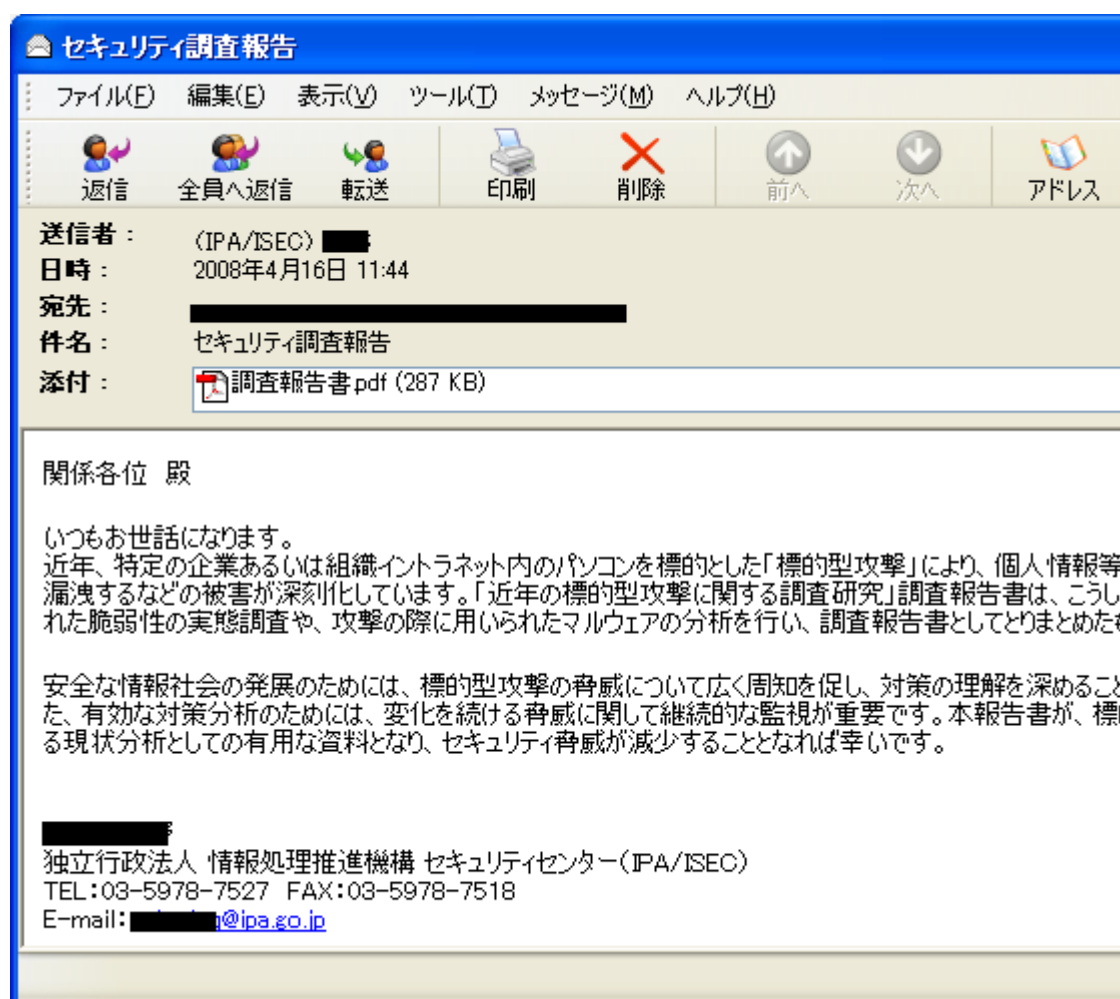 セキュリティ調査報告
ファイル(F) 編集(E) 表示(V) ツール(T) メッセージ(M) ヘルプ(H)
返信 全員へ返信 転送 印刷 削除 前へ 次へ アドレス
送信者： (IPA/ISEC)
日時： 2008年4月16日 11:44
宛先：
件名： セキュリティ調査報告
添付： 調査報告書.pdf (287 KB)
関係各位 殿
いつもお世話になります。
近年、特定の企業あるいは組織イントラネット内のパソコンを標的とした「標的型攻撃」により、個人情報等
漏洩するなどの被害が深刻化しています。「近年の標的型攻撃に関する調査研究」調査報告書は、こうし
れた脆弱性の実態調査や、攻撃の際に用いられたマルウェアの分析を行い、調査報告書としてとりまとめた
安全な情報社会の発展のためには、標的型攻撃の脅威について広く周知を促し、対策の理解を深めるこ
た、有効な対策分析のためには、変化を続ける脅威に関して継続的な監視が重要です。本報告書が、標
る現状分析としての有用な資料となり、セキュリティ脅威が減少することとなれば幸いです。
独立行政法人 情報処理推進機構 セキュリティセンター(IPA/ISEC)
TEL:03-5978-7527 FAX:03-5978-7518
E-mail: @ipa.go.jp